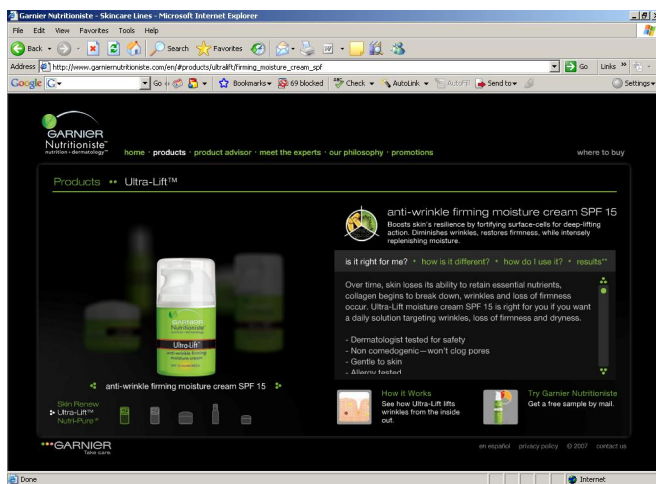 Garnier Nutritioniste - Skincare Lines - Microsoft Internet Explorer
File Edit View Favorites Tools Help
Back Search Favorites
Address http://www.garniernutritioniste.com/en/#products/ultralift/firming_moisture_cream_spf Go Links »
Google G Go Bookmarks 69 blocked Check AutoLink AutoFill Send to Settings
GARNIER
Nutritioniste
nutrition + dermatology™
home · products · product advisor · meet the experts · our philosophy · promotions where to buy
Products •• Ultra-Lift™
anti-wrinkle firming moisture cream SPF 15
Boosts skin's resilience by fortifying surface-cells for deep-lifting
action. Diminishes wrinkles, restores firmness, while intensely
replenishing moisture.
is it right for me? • how is it different? • how do I use it? • results**
Over time, skin loses its ability to retain essential nutrients,
collagen begins to break down, wrinkles and loss of firmness
occur. Ultra-Lift moisture cream SPF 15 is right for you if you want
a daily solution targeting wrinkles, loss of firmness and dryness.
- Dermatologist tested for safety
- Non comedogenic—won't clog pores
- Gentle to skin
- Allergy tested
GARNIER
Nutritioniste
Ultra-Lift
anti-wrinkle firming
moisture cream
anti-wrinkle firming moisture cream SPF 15
Skin Renew
Ultra-Lift™
Nutri-Pure®
How it Works
See how Ultra-Lift lifts
wrinkles from the inside
out.
Try Garnier Nutritioniste
Get a free sample by mail.
GARNIER
Take care.
en español privacy policy © 2007 contact us
Done Internet